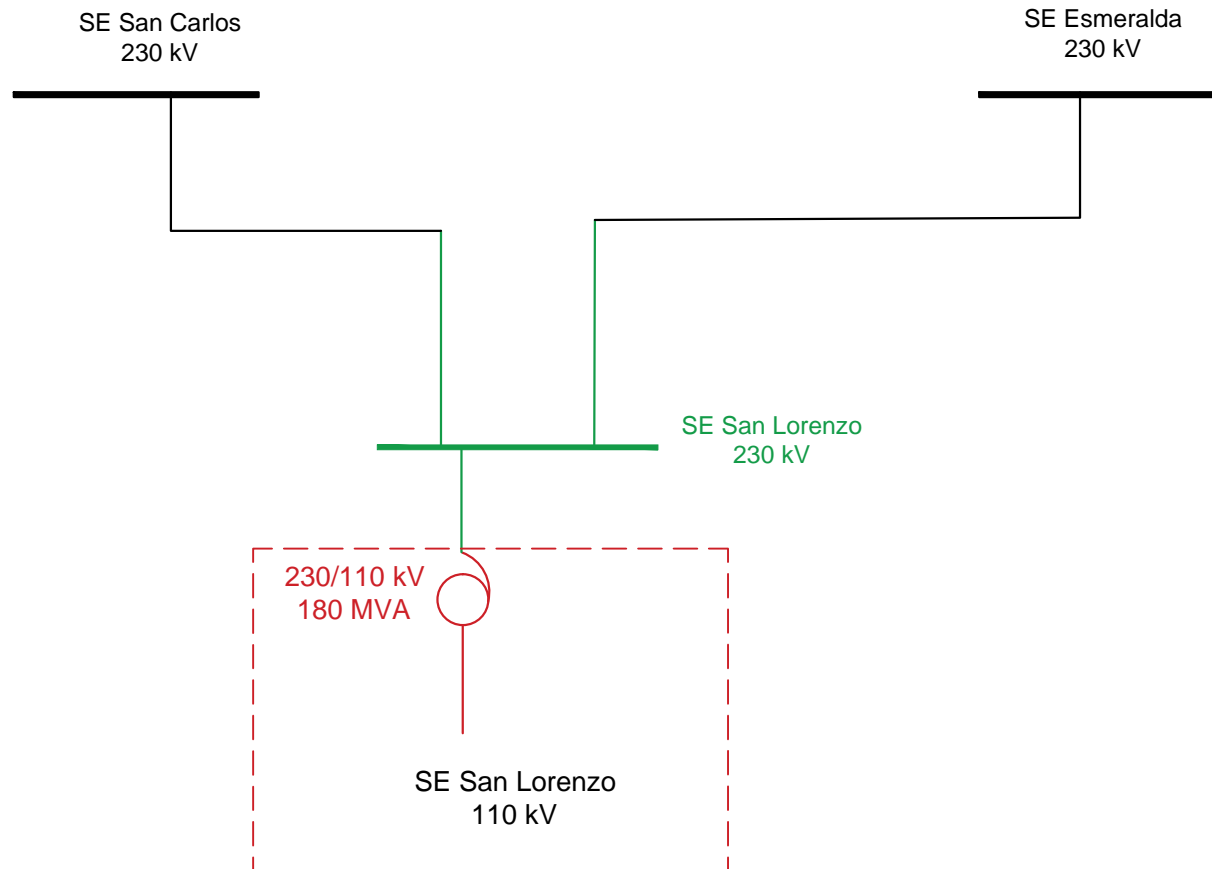 SE San Carlos
230 kV
SE Esmeralda
230 kV
SE San Lorenzo
230 kV
230/110 kV
180 MVA
SE San Lorenzo
110 kV